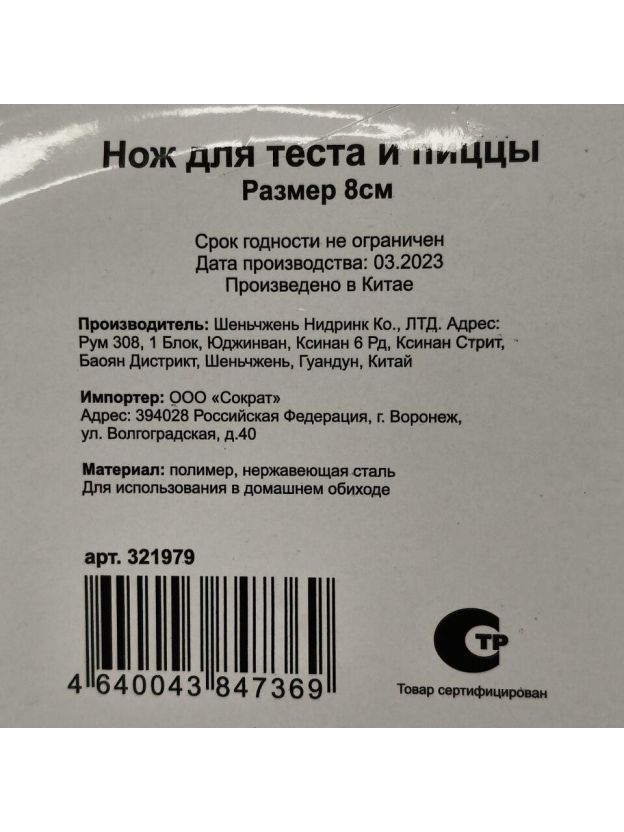 Нож для теста и пиццы
Размер 8см
Срок годности не ограничен
Дата производства: 03.2023
Произведено в Китае
Производитель: Шеньчжень Нидринк Ко., ЛТД. Адрес:
Рум 308, 1 Блок, Юджинван, Ксинан 6 Рд, Ксинан Стрит,
Баоян Дистрикт, Шеньчжень, Гуандун, Китай
Импортер: ООО «Сократ»
Адрес: 394028 Российская Федерация, г. Воронеж,
ул. Волгоградская, д.40
Материал: полимер, нержавеющая сталь
Для использования в домашнем обиходе
арт. 321979
4 640043 847369
СТР
Товар сертифицирован